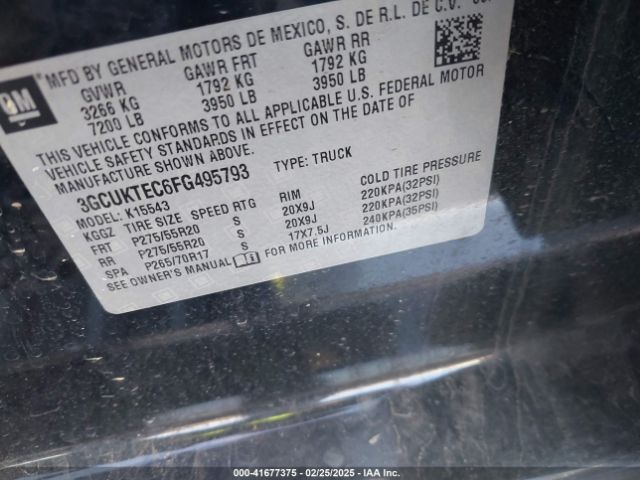 MFD BY GENERAL MOTORS DE MEXICO, S. DE R.L. DE C.V.
GM
GVWR GAWR FRT GAWR RR
3266 KG 1792 KG 1792 KG
7200 LB 3950 LB 3950 LB
THIS VEHICLE CONFORMS TO ALL APPLICABLE U.S. FEDERAL MOTOR
VEHICLE SAFETY STANDARDS IN EFFECT ON THE DATE OF
MANUFACTURE SHOWN ABOVE.
3GCUKTEC6FG495793 TYPE: TRUCK
MODEL: K15543
KGGZ TIRE SIZE SPEED RTG RIM COLD TIRE PRESSURE
FRT P275/55R20 S 20X9J 220KPA(32PSI)
RR P275/55R20 S 20X9J 220KPA(32PSI)
SPA P265/70R17 S 17X7.5J 240KPA(35PSI)
SEE OWNER'S MANUAL FOR MORE INFORMATION.
000-41677375 - 02/25/2025 - IAA Inc.